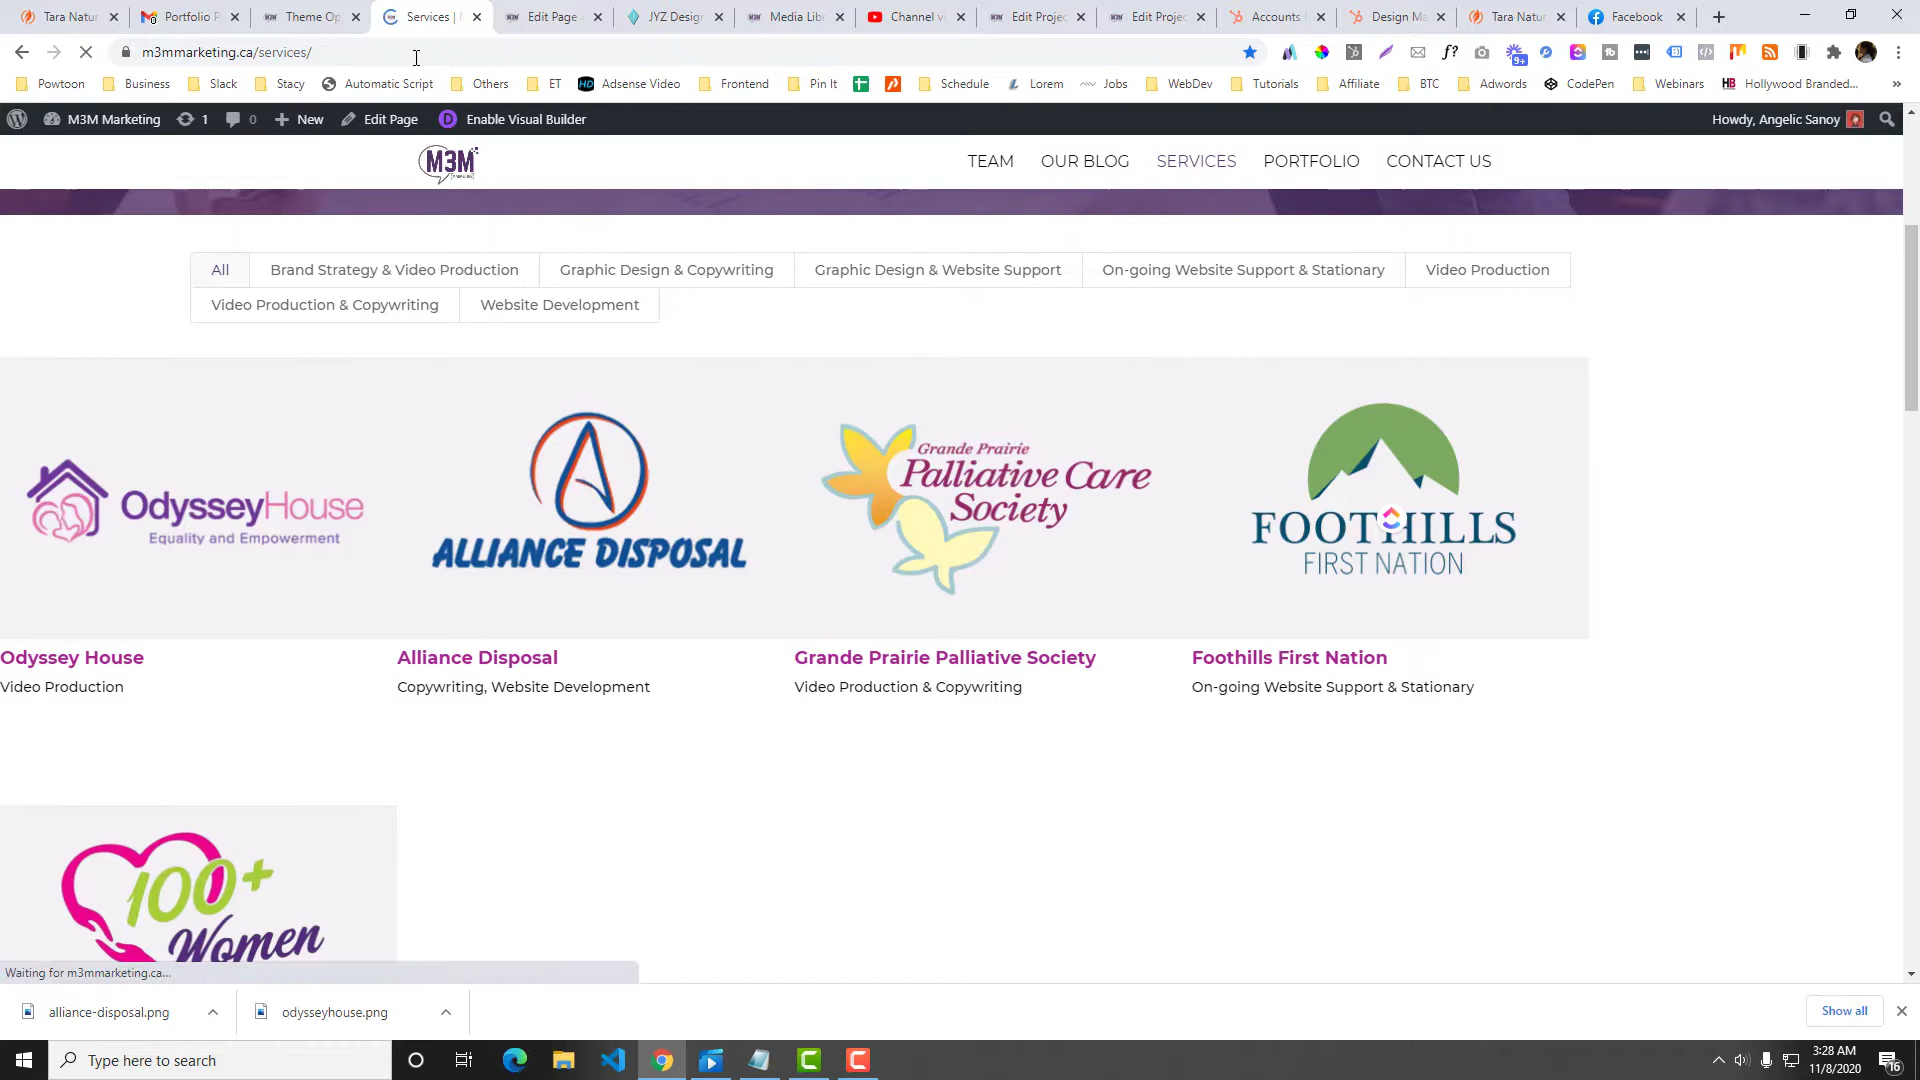 Tara Natur
Portfolio P
Theme Op
Services |
Edit Page
JYZ Design
Media Libr
Channel v
Edit Projec
Edit Projec
Accounts
Design Ma
Tara Natur
Facebook
m3mmarketing.ca/services/
9+
Powtoon
Business
Slack
Stacy
Automatic Script
Others
ET
HD
Adsense Video
Frontend
Pin It
Schedule
Lorem
Jobs
WebDev
Tutorials
Affiliate
BTC
Adwords
CodePen
Webinars
HB
Hollywood Branded...
M3M Marketing
1
0
New
Edit Page
D
Enable Visual Builder
Howdy, Angelic Sanoy
M3M
TEAM
OUR BLOG
SERVICES
PORTFOLIO
CONTACT US
All
Brand Strategy & Video Production
Graphic Design & Copywriting
Graphic Design & Website Support
On-going Website Support & Stationary
Video Production
Video Production & Copywriting
Website Development
OdysseyHouse
Equality and Empowerment
ALLIANCE DISPOSAL
Grande Prairie
Palliative Care
Society
FOOTHILLS
FIRST NATION
Odyssey House
Video Production
Alliance Disposal
Copywriting, Website Development
Grande Prairie Palliative Society
Video Production & Copywriting
Foothills First Nation
On-going Website Support & Stationary
100+
Women
Waiting for m3mmarketing.ca...
alliance-disposal.png
odysseyhouse.png
Show all
Type here to search
3:28 AM
11/8/2020
16